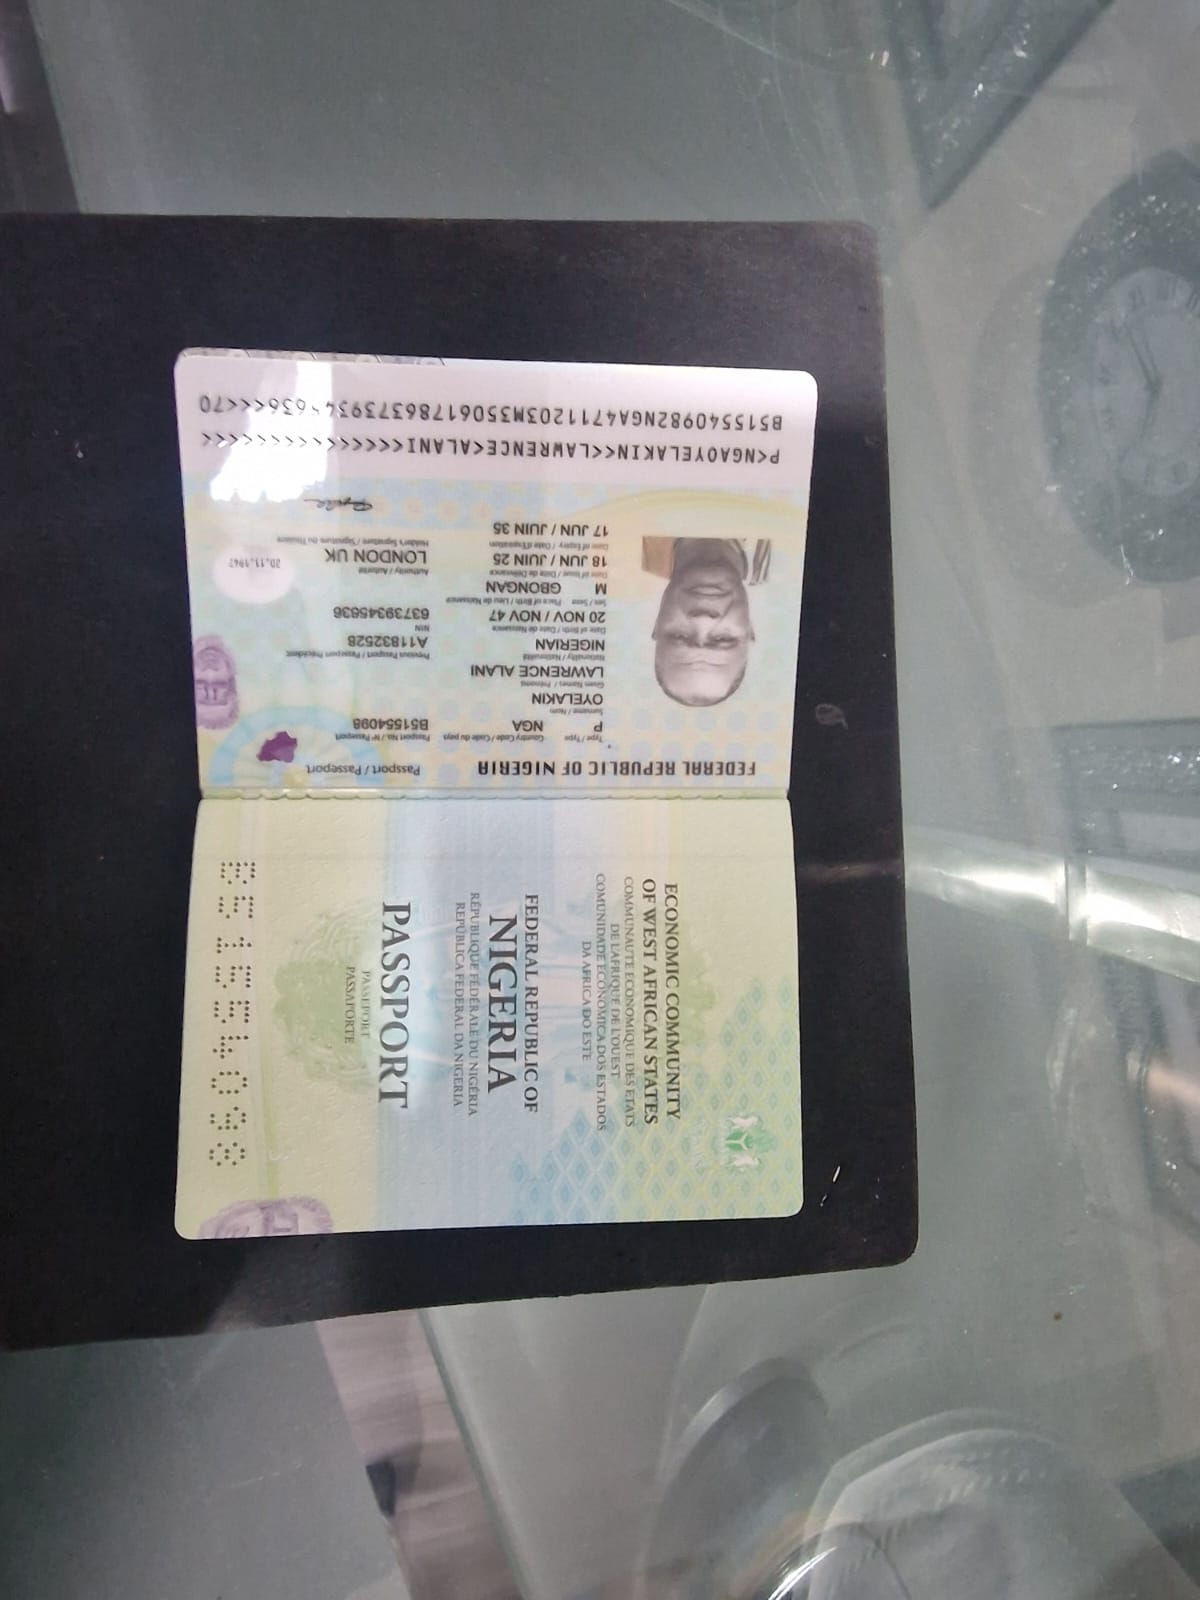 ECONOMIC COMMUNITY
OF WEST AFRICAN STATES
COMMUNAUTE ECONOMIQUE DES ETATS
DE L'AFRIQUE DE L'OUEST
COMUNIDADE ECONOMICA DOS ESTADOS
DA AFRICA DO ESTE
FEDERAL REPUBLIC OF
NIGERIA
RÉPUBLIQUE FÉDÉRALE DU NIGÉRIA
REPÚBLICA FEDERAL DA NIGERIA
PASSPORT
PASSEPORT
PASSAPORTE
B51554098
FEDERAL REPUBLIC OF NIGERIA Passport / Passeport
Type / Type Country Code / Code du pays Passport No. / Nº Passeport
P NGA B51554098
Surname / Nom
OYELAKIN
Given Names / Prénoms
LAWRENCE ALANI
Nationality / Nationalité Previous Passport / Passeport Précédent
NIGERIAN A11832528
Date of Birth / Date de Naissance NIN
20 NOV / NOV 47 63739345636
Sex / Sexe Place of Birth / Lieu de Naissance
M GBONGAN
Date of Issue / Date de Délivrance Authority / Autorité
18 JUN / JUIN 25 LONDON UK 20.11.1947
Date of Expiry / Date d'Expiration Holder's Signature / Signature du Titulaire
17 JUN / JUIN 35
P<NGAOYELAKIN<<LAWRENCE<ALANI<<<<<<<<<<<<<<<
B515540982NGA4711203M350617863739345636<<<70